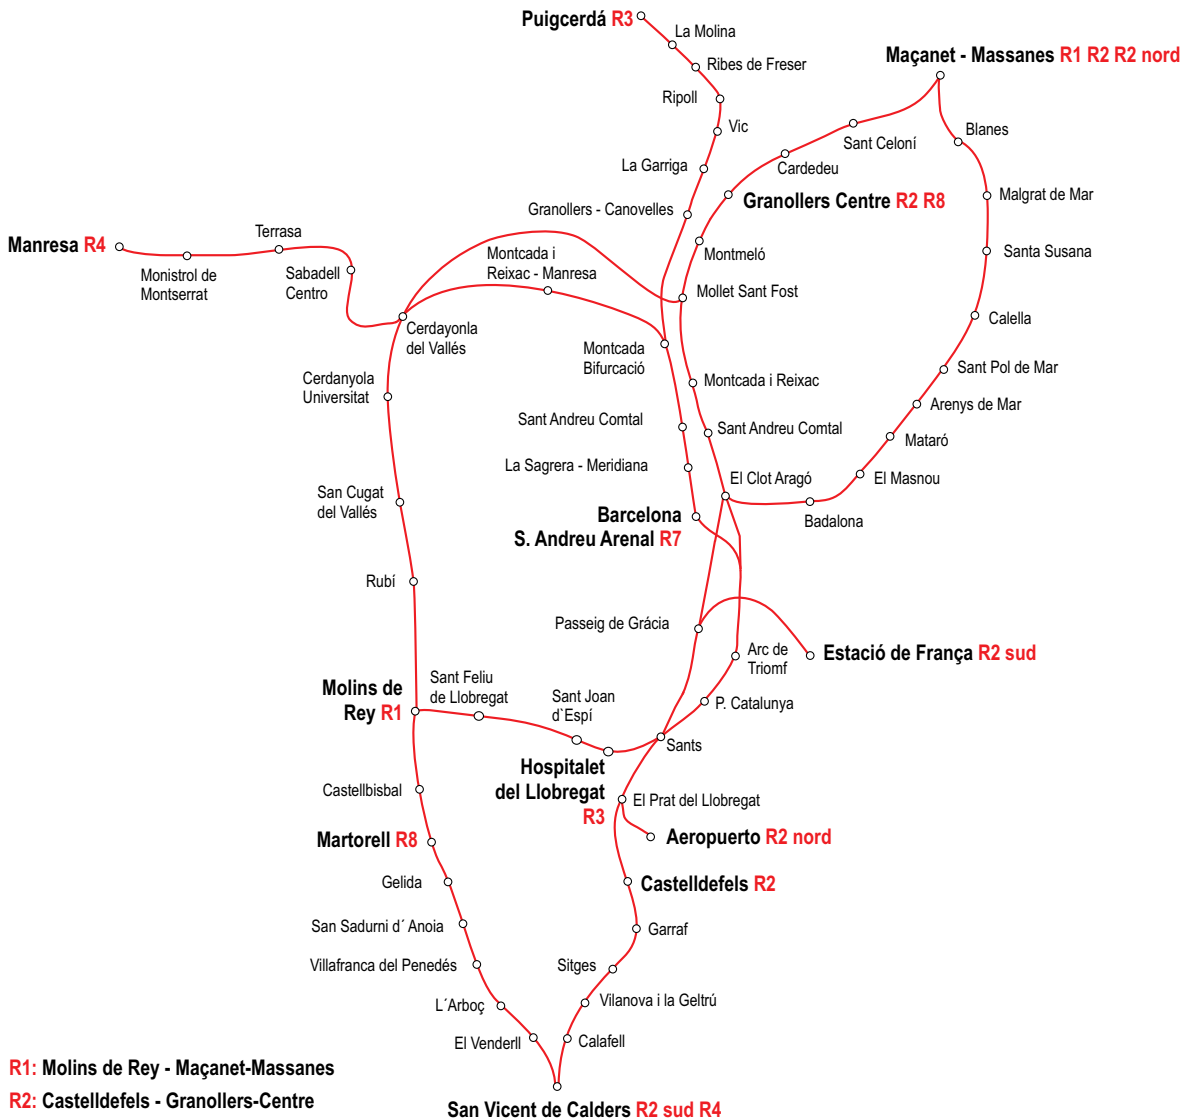 Puigcerdá R3
La Molina
Ribes de Freser
Maçanet - Massanes R1 R2 R2 nord
Ripoll
Vic
Blanes
Sant Celoní
La Garriga
Cardedeu
Granollers Centre R2 R8
Malgrat de Mar
Granollers - Canovelles
Terrasa
Manresa R4
Montcada i
Reixac - Manresa
Montmeló
Santa Susana
Monistrol de
Montserrat
Sabadell
Centro
Mollet Sant Fost
Calella
Cerdayonla
del Vallés
Montcada
Bifurcació
Cerdanyola
Universitat
Montcada i Reixac
Sant Pol de Mar
Arenys de Mar
Sant Andreu Comtal
Sant Andreu Comtal
Mataró
La Sagrera - Meridiana
El Clot Aragó
El Masnou
San Cugat
del Vallés
Barcelona
S. Andreu Arenal R7
Badalona
Rubí
Passeig de Grácia
Arc de
Triomf
Estació de França R2 sud
Sant Feliu
de Llobregat
Molins de
Rey R1
Sant Joan
d`Espí
P. Catalunya
Sants
Hospitalet
del Llobregat
R3
Castellbisbal
El Prat del Llobregat
Martorell R8
Aeropuerto R2 nord
Gelida
Castelldefels R2
San Sadurni d´ Anoia
Garraf
Villafranca del Penedés
Sitges
L´Arboç
Vilanova i la Geltrú
El Venderll
Calafell
R1: Molins de Rey - Maçanet-Massanes
R2: Castelldefels - Granollers-Centre
San Vicent de Calders R2 sud R4